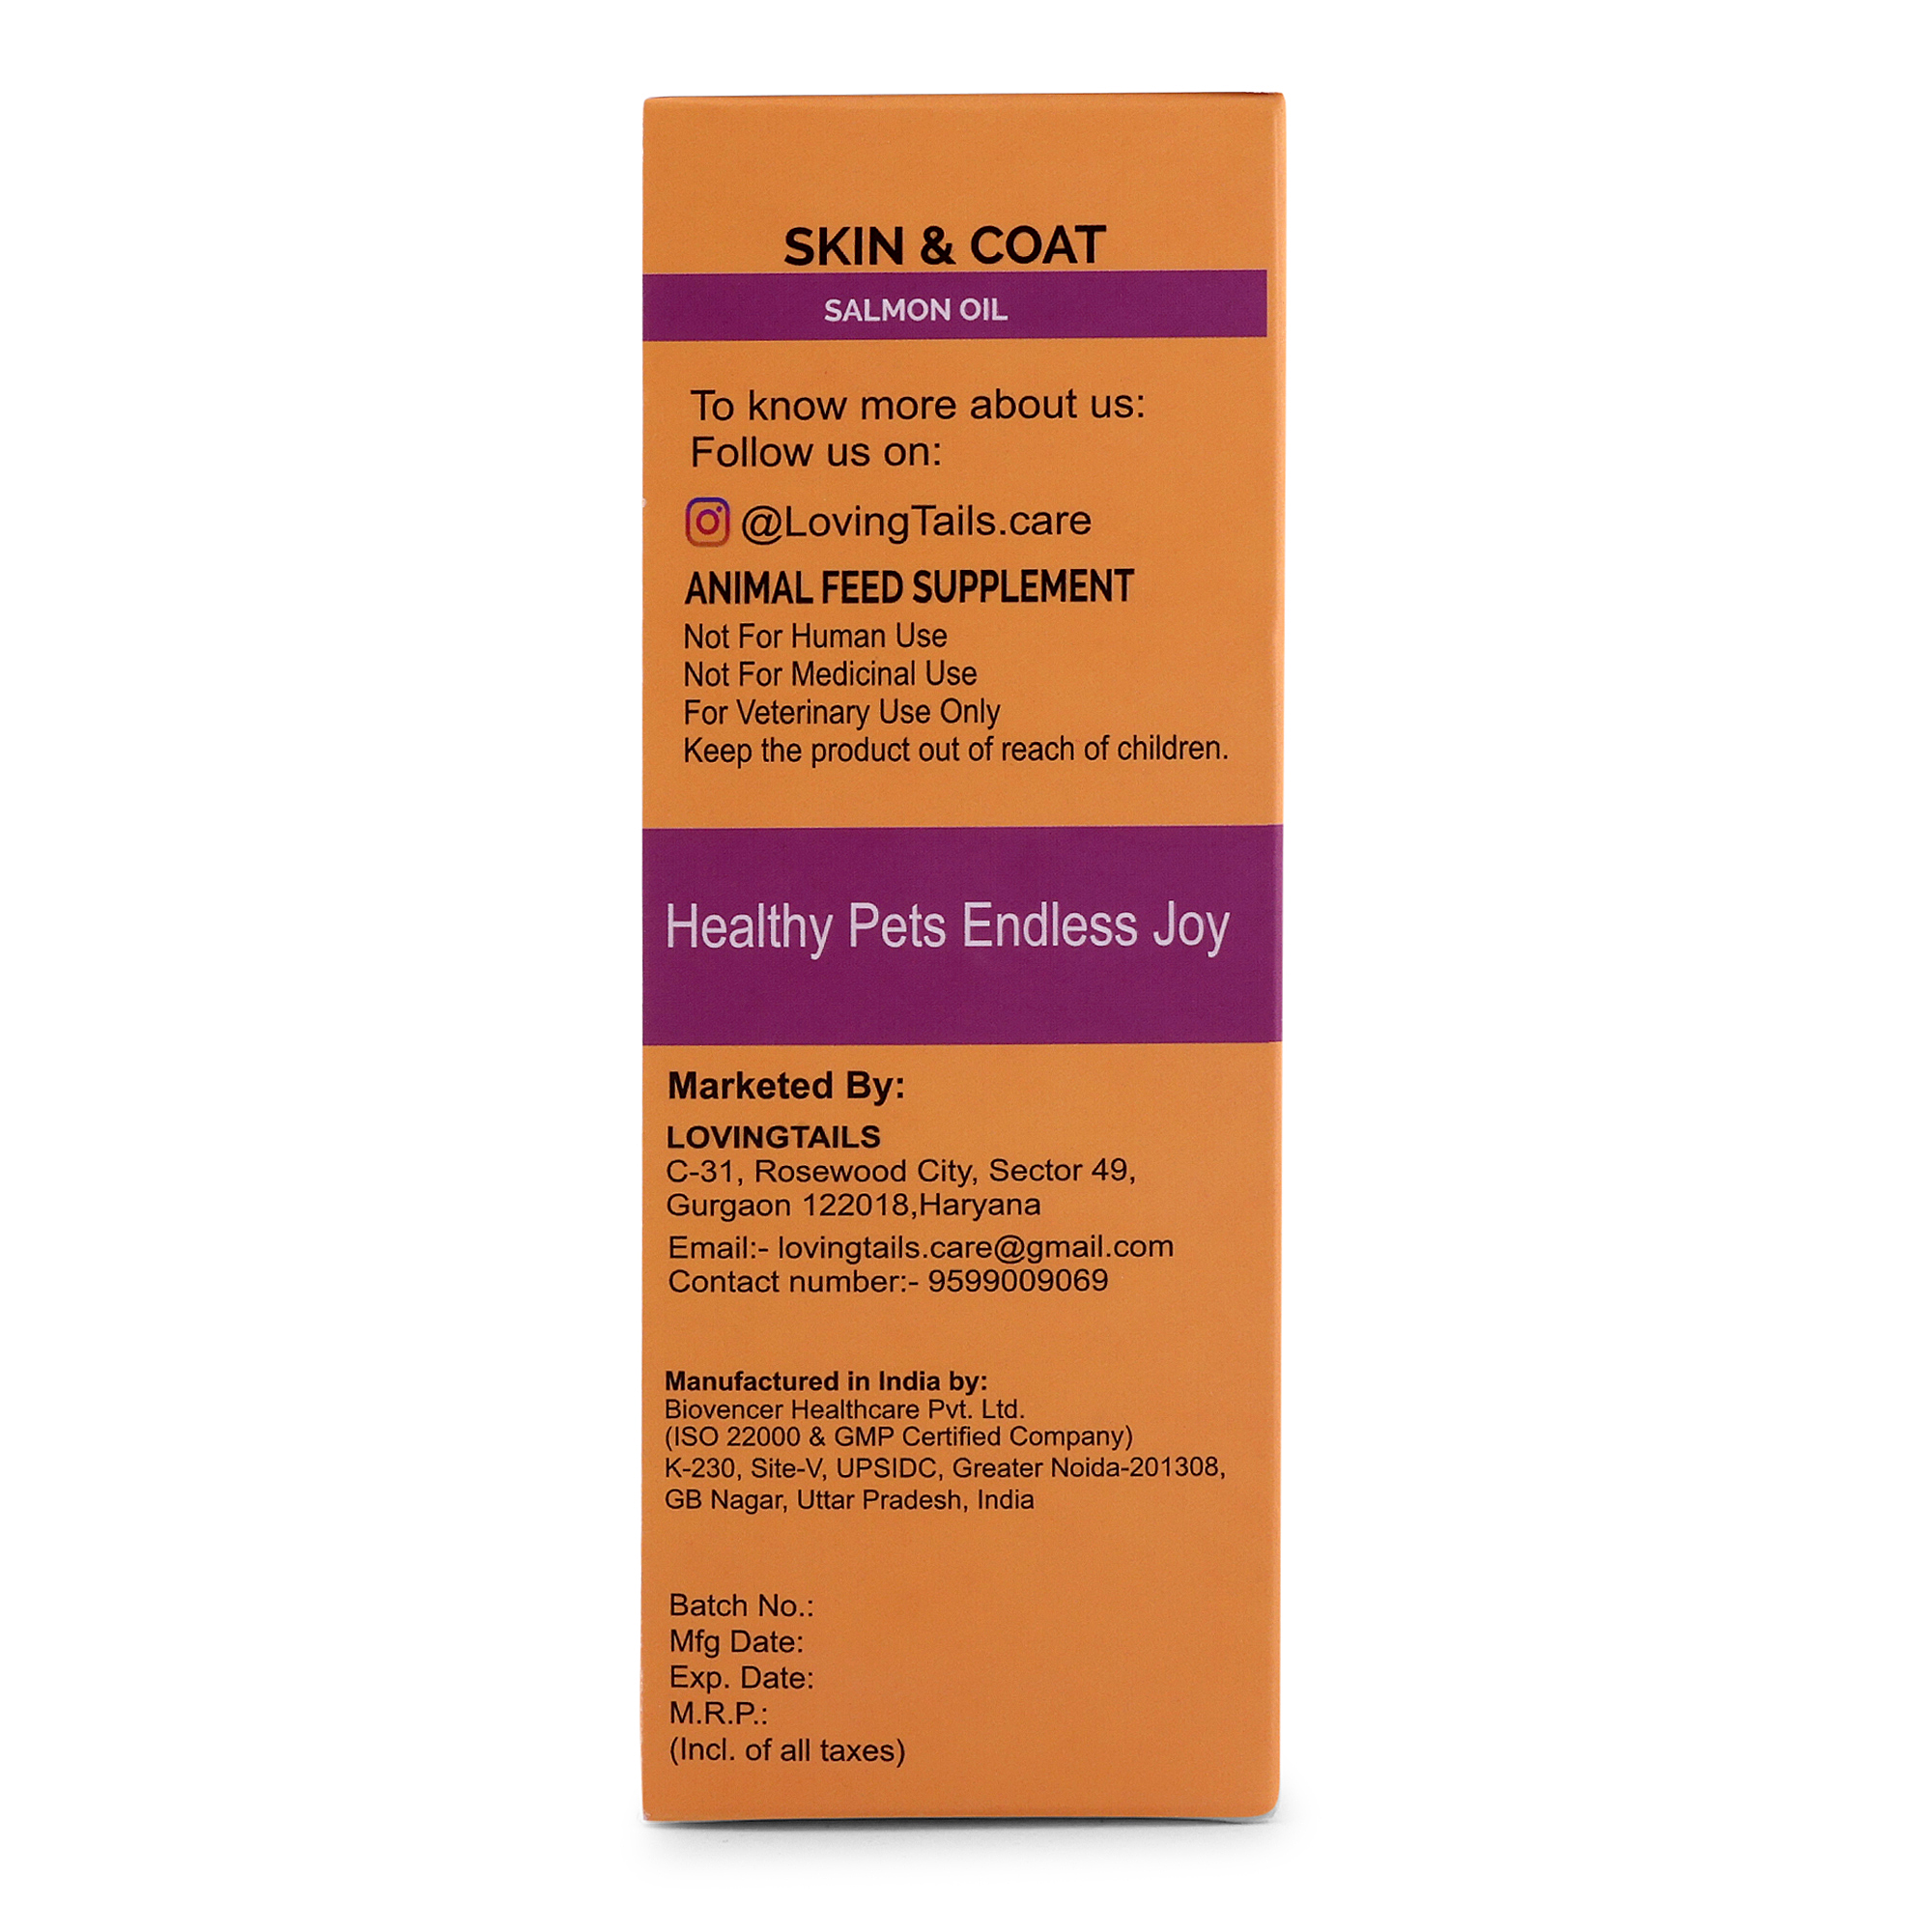 SKIN & COAT
SALMON OIL
To know more about us:
Follow us on:
@LovingTails.care
ANIMAL FEED SUPPLEMENT
Not For Human Use
Not For Medicinal Use
For Veterinary Use Only
Keep the product out of reach of children.
Healthy Pets Endless Joy
Marketed By:
LOVINGTAILS
C-31, Rosewood City, Sector 49,
Gurgaon 122018,Haryana
Email:- lovingtails.care@gmail.com
Contact number:- 9599009069
Manufactured in India by:
Biovencer Healthcare Pvt. Ltd.
(ISO 22000 & GMP Certified Company)
K-230, Site-V, UPSIDC, Greater Noida-201308,
GB Nagar, Uttar Pradesh, India
Batch No.:
Mfg Date:
Exp. Date:
M.R.P.:
(Incl. of all taxes)